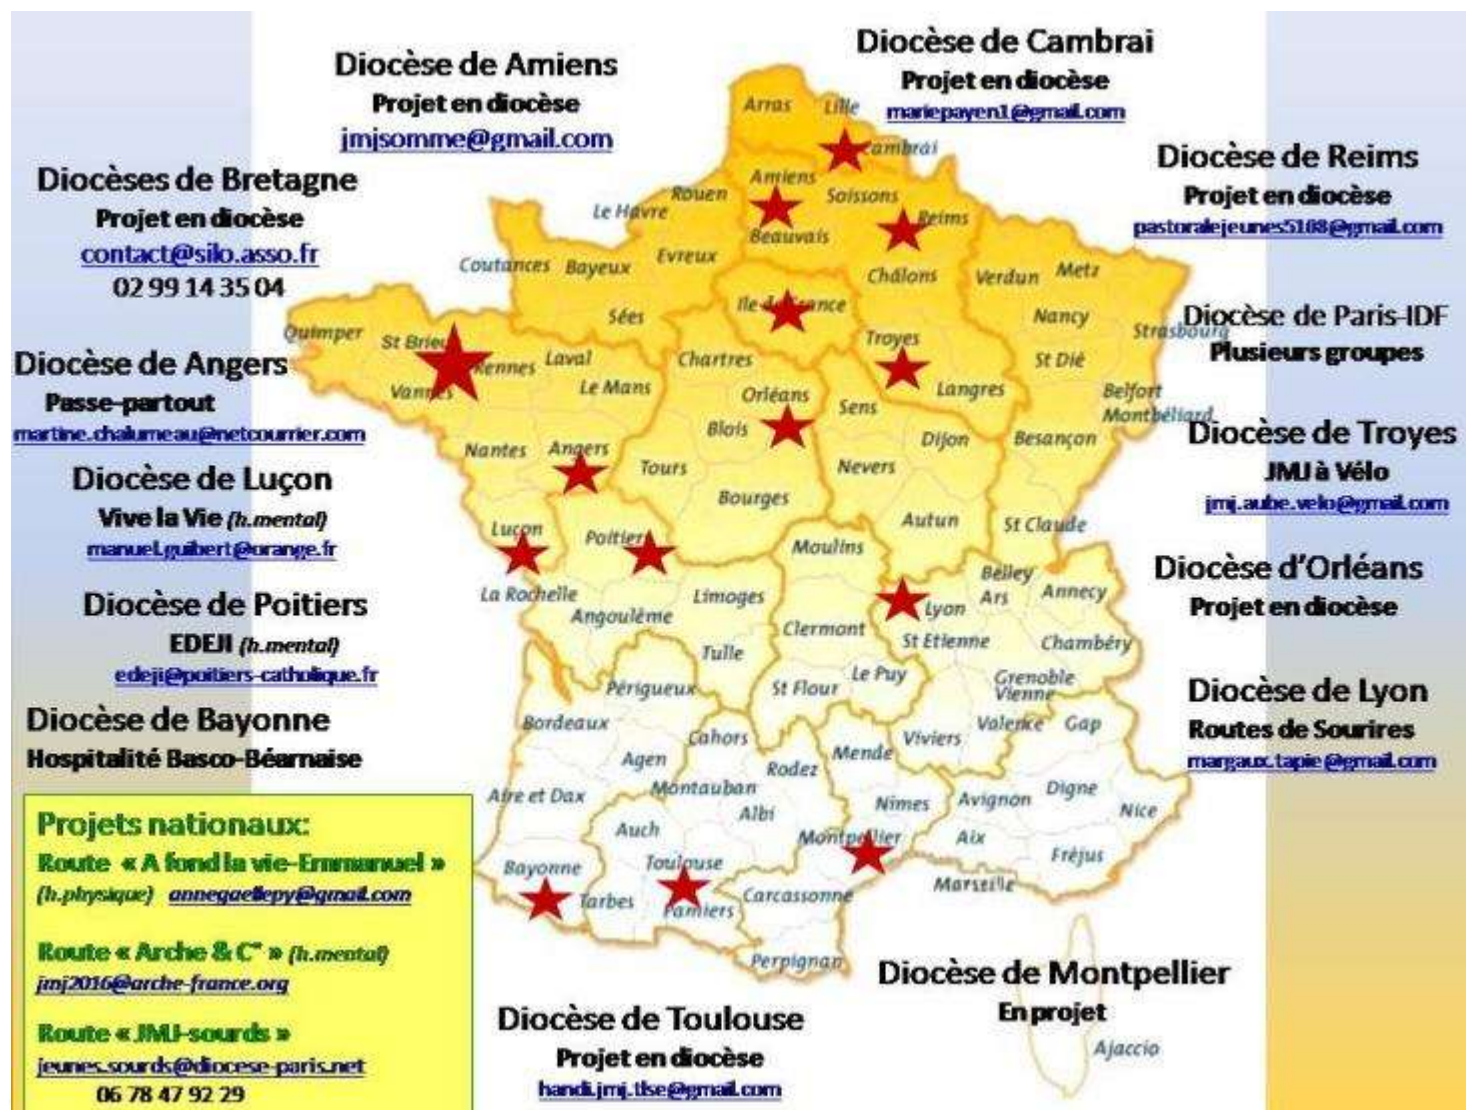 Diocèse de Cambrai
Projet en diocèse
mariepayen1@gmail.com
Diocèse de Amiens
Projet en diocèse
jmjsomme@gmail.com
Diocèse de Reims
Projet en diocèse
pastoralejeunes5108@gmail.com
Diocèses de Bretagne
Projet en diocèse
contact@silo.asso.fr
02 99 14 35 04
Diocèse de Paris-IDF
Plusieurs groupes
Diocèse de Angers
Passe-partout
martine.chalumeau@netcourrier.com
Diocèse de Troyes
JMJ à Vélo
jmj.aube.velo@gmail.com
Diocèse de Luçon
Vive la Vie (h.mental)
manuel.guibert@orange.fr
Diocèse d'Orléans
Projet en diocèse
Diocèse de Poitiers
EDEJI (h.mental)
edeji@poitiers-catholique.fr
Diocèse de Lyon
Routes de Sourires
margaux.tapie@gmail.com
Diocèse de Bayonne
Hospitalité Basco-Béarnaise
Projets nationaux:
Route « A fond la vie-Emmanuel »
(h.physique) annegaellepy@gmail.com
Route « Arche & C° » (h.mental)
jmj2016@arche-france.org
Route « JMJ-sourds »
jeunes.sourds@diocese-paris.net
06 78 47 92 29
Diocèse de Toulouse
Projet en diocèse
handi.jmj.tlse@gmail.com
Diocèse de Montpellier
En projet
Arras
Lille
Cambrai
Amiens
Rouen
Soissons
Le Havre
Reims
Beauvais
Evreux
Coutances
Bayeux
Châlons
Verdun
Metz
Ile de France
Sées
Nancy
Quimper
St Brieu
Troyes
Strasbourg
Rennes
Laval
Chartres
St Dié
Vannes
Le Mans
Orléans
Langres
Belfort
Montbéliard
Sens
Blois
Dijon
Besançon
Nantes
Angers
Tours
Nevers
Bourges
Autun
St Claude
Luçon
Poitiers
Moulins
Belley
Ars
Annecy
La Rochelle
Limoges
Lyon
Angoulême
Clermont
St Etienne
Chambéry
Tulle
Le Puy
Grenoble
Vienne
Périgueux
St Flour
Bordeaux
Valence
Gap
Cahors
Viviers
Mende
Agen
Rodez
Aire et Dax
Montauban
Albi
Nimes
Avignon
Digne
Nice
Auch
Montpellier
Aix
Fréjus
Bayonne
Toulouse
Marseille
Tarbes
Pamiers
Carcassonne
Perpignan
Ajaccio